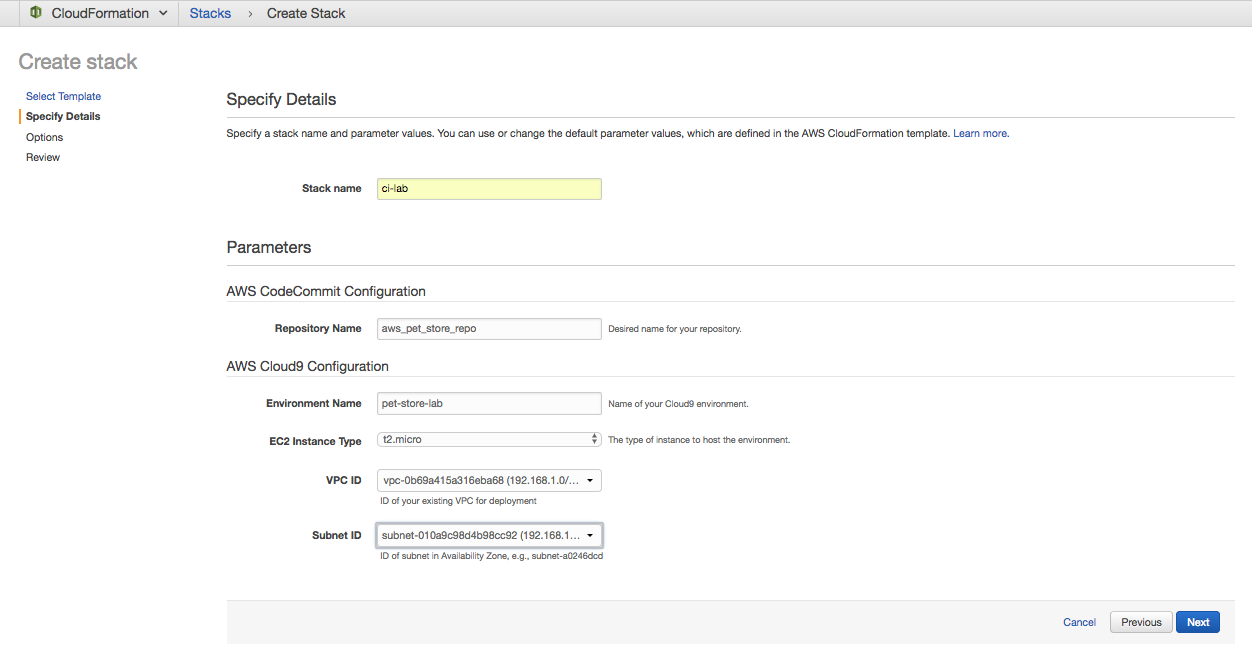 CloudFormation Stacks › Create Stack
Create stack
Select Template
Specify Details
Options
Review
Specify Details
Specify a stack name and parameter values. You can use or change the default parameter values, which are defined in the AWS CloudFormation template. Learn more.
Stack name ci-lab
Parameters
AWS CodeCommit Configuration
Repository Name aws_pet_store_repo Desired name for your repository.
AWS Cloud9 Configuration
Environment Name pet-store-lab Name of your Cloud9 environment.
EC2 Instance Type t2.micro The type of instance to host the environment.
VPC ID vpc-0b69a415a316eba68 (192.168.1.0/...
ID of your existing VPC for deployment
Subnet ID subnet-010a9c98d4b98cc92 (192.168.1...
ID of subnet in Availability Zone, e.g., subnet-a0246dcd
Cancel Previous Next